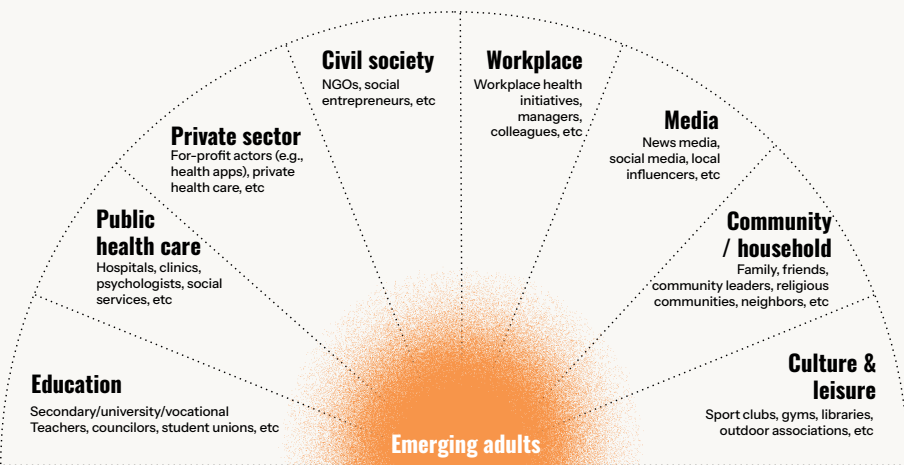 Civil society
NGOs, social
entrepreneurs, etc
Workplace
Workplace health
initiatives,
managers,
colleagues, etc
Private sector
For-profit actors (e.g.,
health apps), private
health care, etc
Media
News media,
social media, local
influencers, etc
Public
health care
Hospitals, clinics,
psychologists, social
services, etc
Community
/ household
Family, friends,
community leaders, religious
communities, neighbors, etc
Education
Secondary/university/vocational
Teachers, councilors, student unions, etc
Culture &
leisure
Sport clubs, gyms, libraries,
outdoor associations, etc
Emerging adults